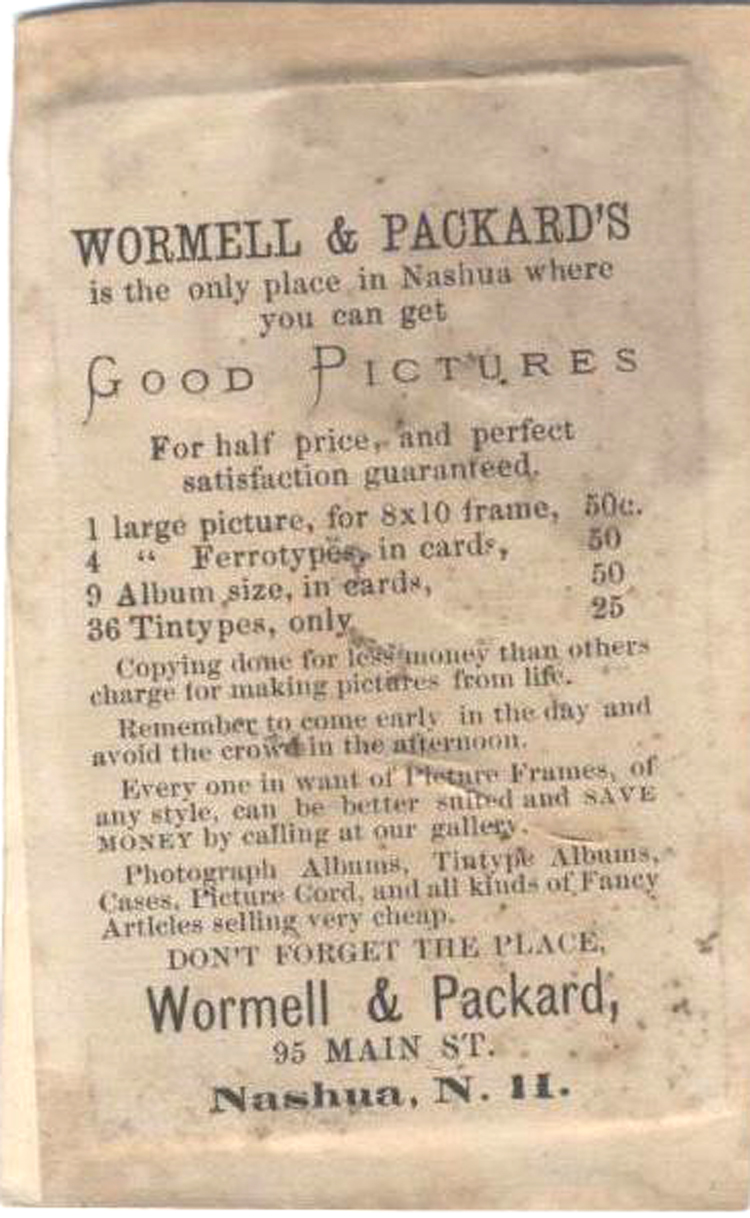 WORMELL & PACKARD'S
is the only place in Nashua where
you can get
GOOD PICTURES
For half price, and perfect
satisfaction guaranteed.
1 large picture, for 8x10 frame, 50c.
4 “ Ferrotypes, in cards, 50
9 Album size, in cards, 50
36 Tintypes, only 25
Copying done for less money than others
charge for making pictures from life.
Remember to come early in the day and
avoid the crowd in the afternoon.
Every one in want of Picture Frames, of
any style, can be better suited and SAVE
MONEY by calling at our gallery.
Photograph Albums, Tintype Albums,
Cases, Picture Cord, and all kinds of Fancy
Articles selling very cheap.
DON'T FORGET THE PLACE,
Wormell & Packard,
95 MAIN ST.
Nashua, N. H.